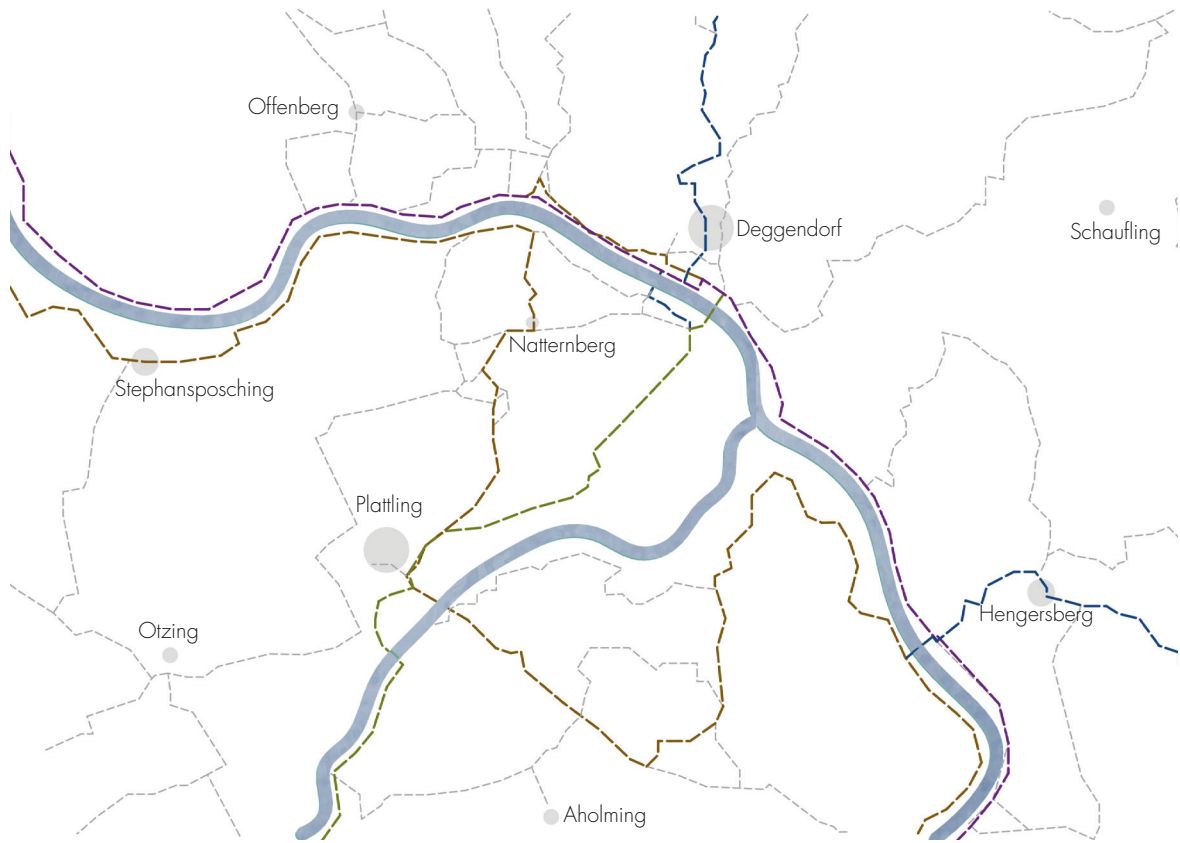 Offenberg
Deggendorf
Schaufling
Natternberg
Stephansposching
Plattling
Hengersberg
Otzing
Aholming